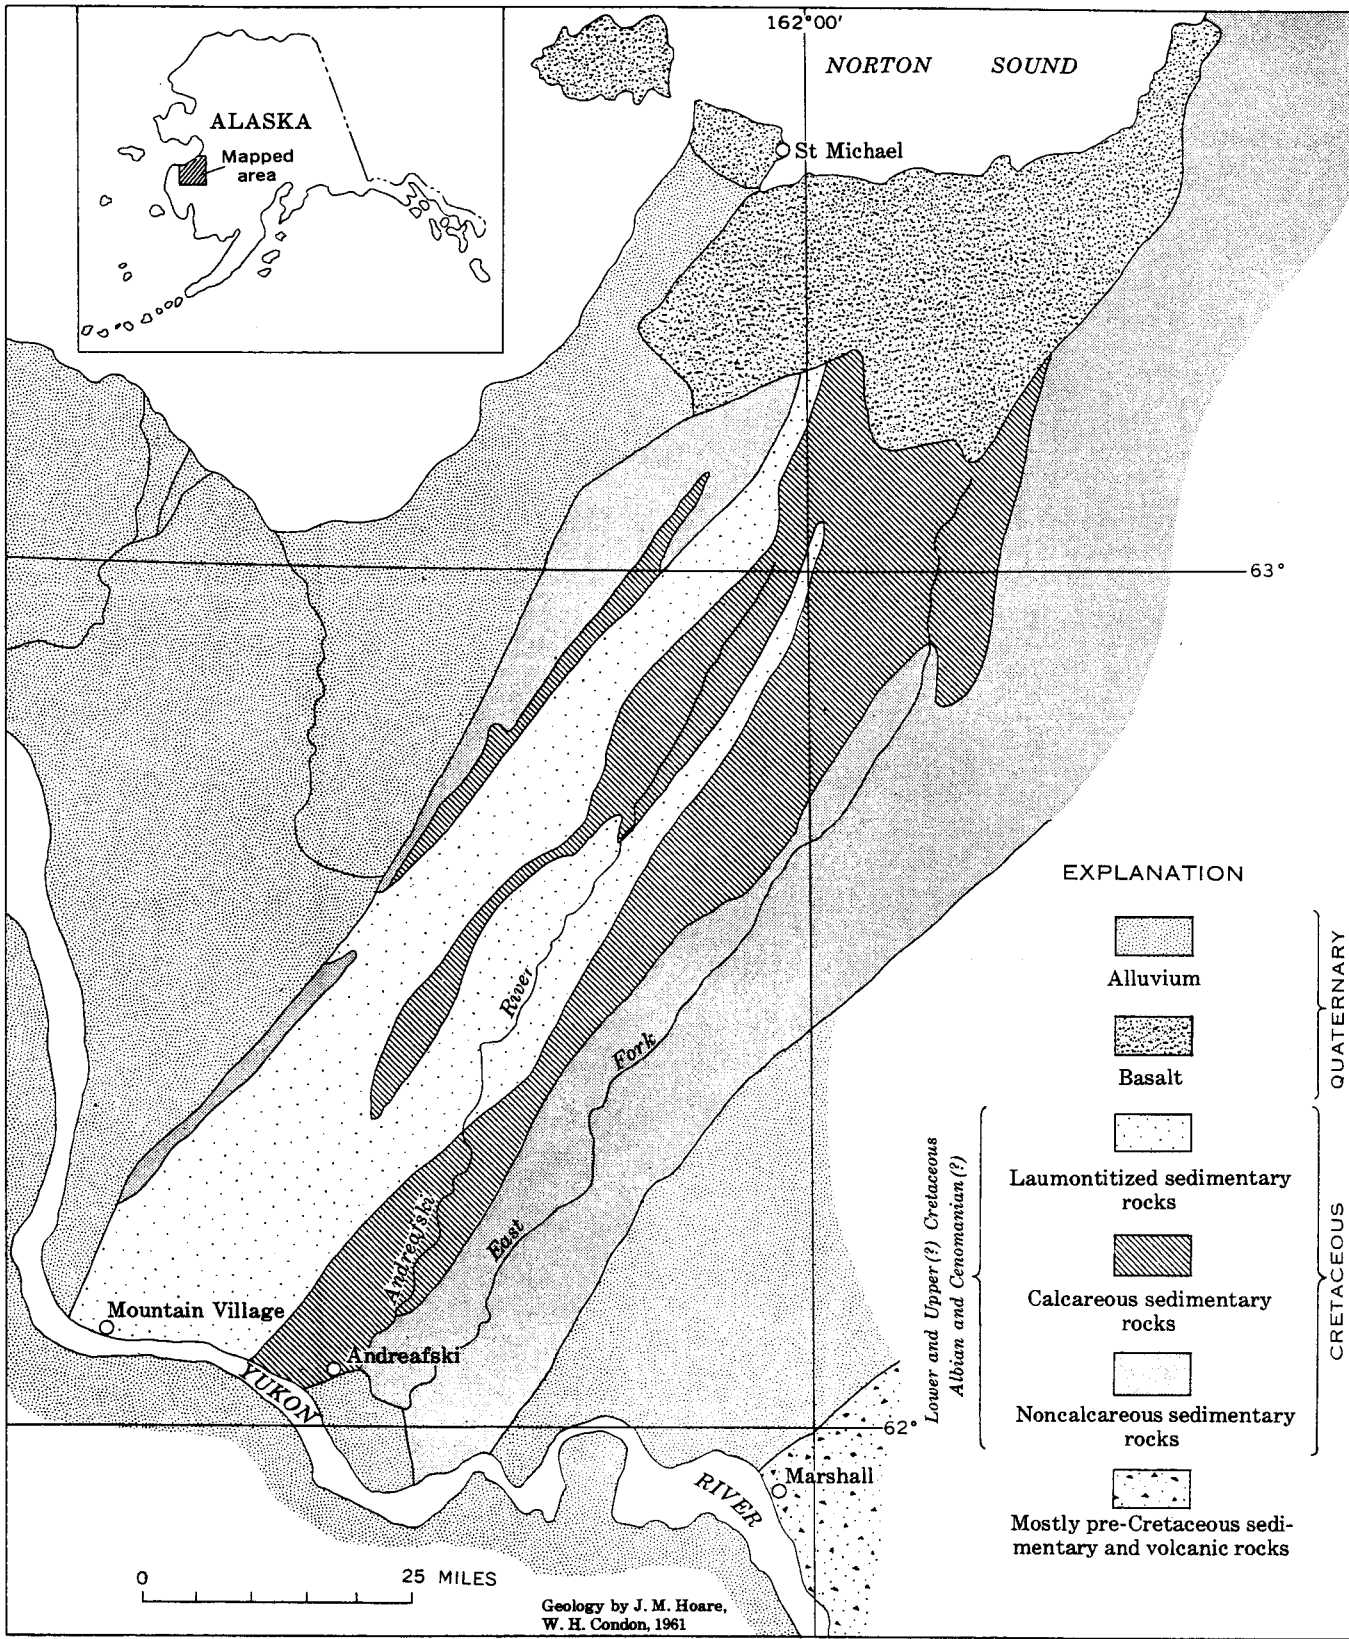 162°00'
NORTON SOUND
ALASKA
Mapped
area
St Michael
63°
River
Fork
Andreafski
East
Mountain Village
Andreafski
YUKON
62°
RIVER
Marshall
EXPLANATION
Alluvium
Basalt
QUATERNARY
Laumontitized sedimentary
rocks
Calcareous sedimentary
rocks
Noncalcareous sedimentary
rocks
Lower and Upper (?) Cretaceous
Albian and Cenomanian (?)
CRETACEOUS
Mostly pre-Cretaceous sedi-
mentary and volcanic rocks
0 25 MILES
Geology by J. M. Hoare,
W. H. Condon, 1961